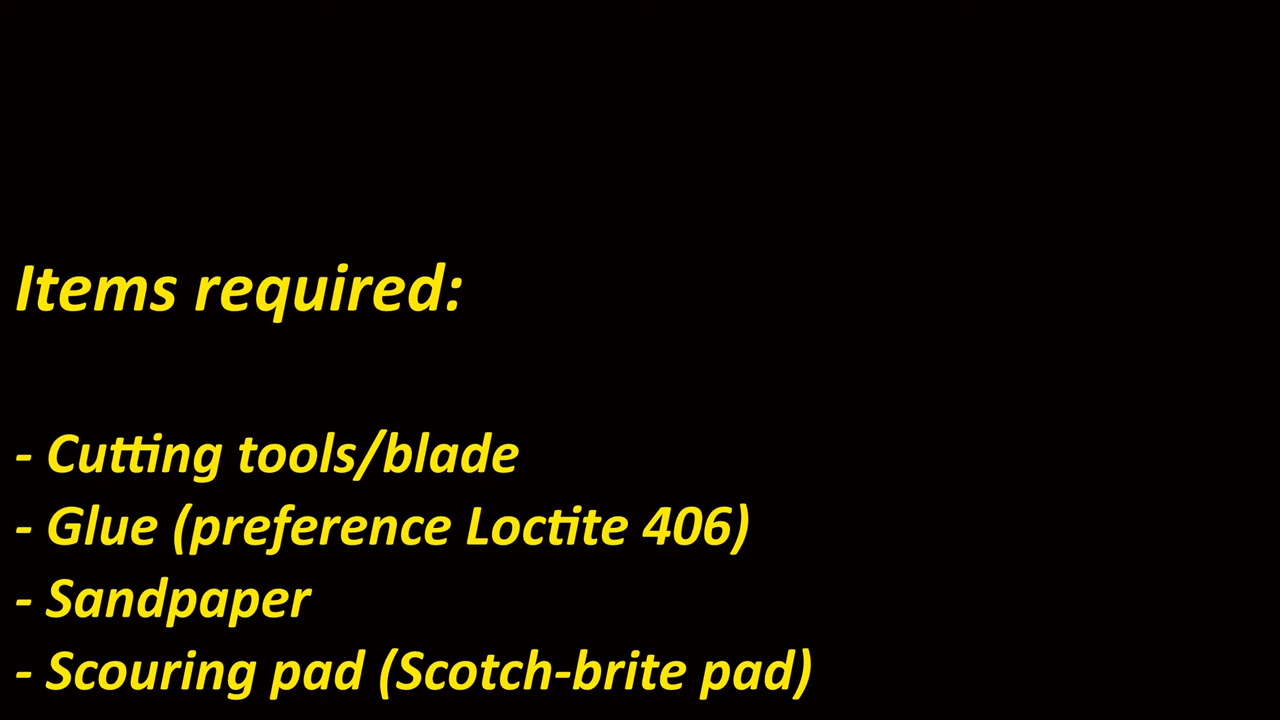 Items required:
- Cutting tools/blade
- Glue (preference Loctite 406)
- Sandpaper
- Scouring pad (Scotch-brite pad)